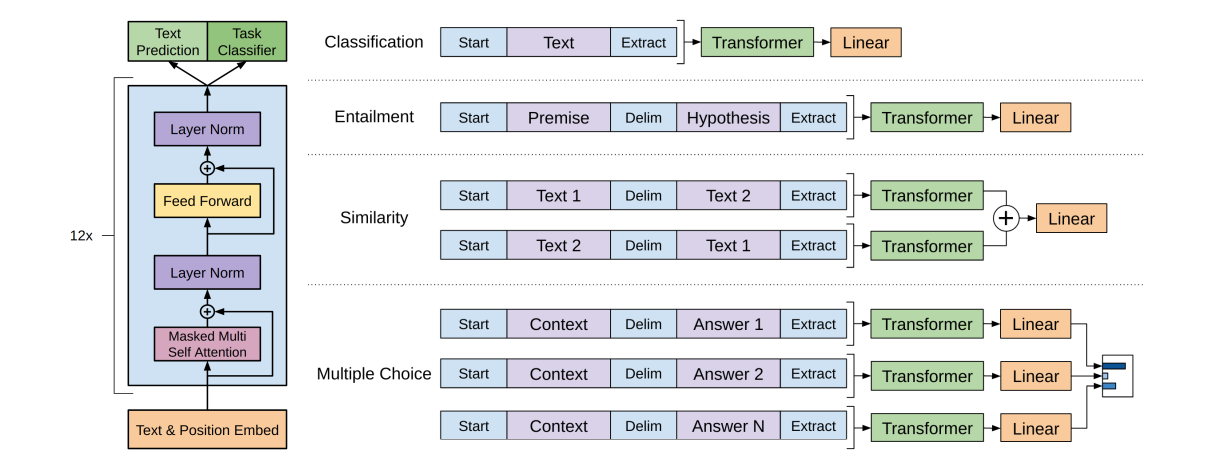 Text
Prediction
Task
Classifier
Layer Norm
Feed Forward
12x
Layer Norm
Masked Multi
Self Attention
Text & Position Embed
Classification
Start Text Extract Transformer Linear
Entailment
Start Premise Delim Hypothesis Extract Transformer Linear
Similarity
Start Text 1 Delim Text 2 Extract Transformer
Linear
Start Text 2 Delim Text 1 Extract Transformer
Multiple Choice
Start Context Delim Answer 1 Extract Transformer Linear
Start Context Delim Answer 2 Extract Transformer Linear
Start Context Delim Answer N Extract Transformer Linear